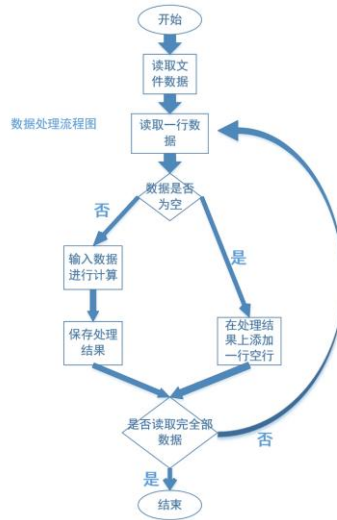 开始
读取文
件数据
数据处理流程图
读取一行数
据
数据是否
为空
否
是
输入数据
进行计算
保存处理
结果
在处理结
果上添加
一行空行
是否读取完全部
数据
否
是
结束